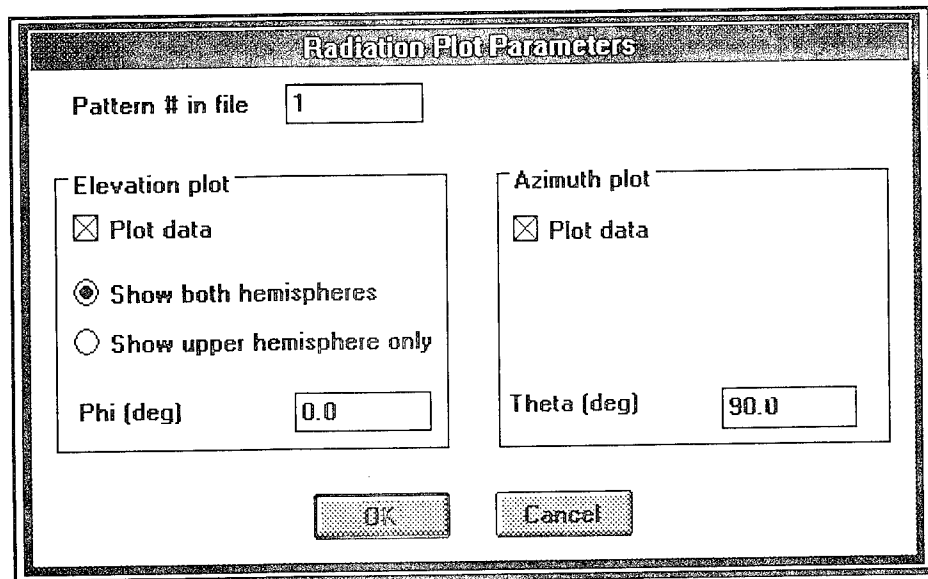 Radiation Plot Parameters
Pattern # in file 1
Elevation plot
Plot data
Show both hemispheres
Show upper hemisphere only
Phi (deg) 0.0
Azimuth plot
Plot data
Theta (deg) 90.0
OK
Cancel